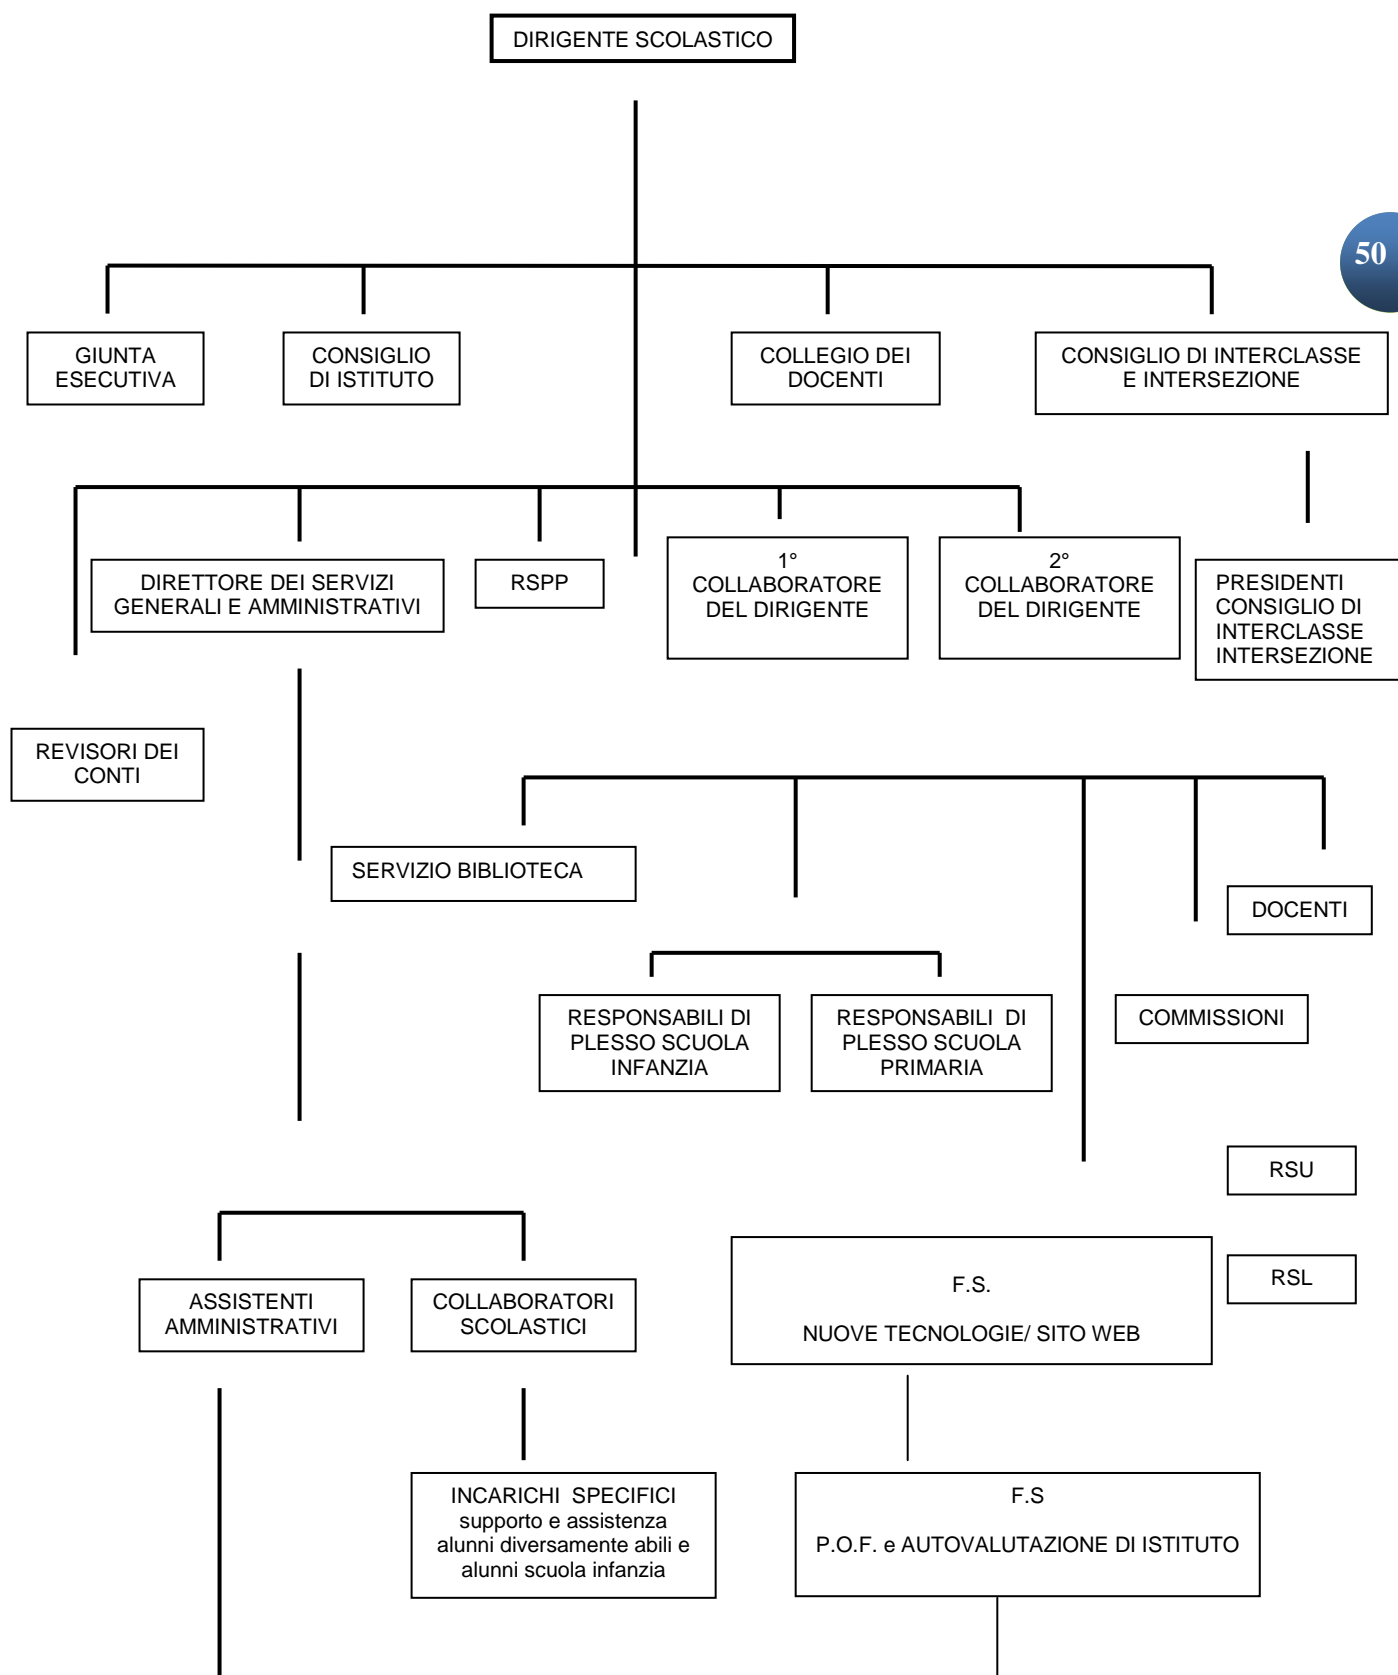 DIRIGENTE SCOLASTICO
50
GIUNTA
ESECUTIVA
CONSIGLIO
DI ISTITUTO
COLLEGIO DEI
DOCENTI
CONSIGLIO DI INTERCLASSE
E INTERSEZIONE
DIRETTORE DEI SERVIZI
GENERALI E AMMINISTRATIVI
RSPP
1°
COLLABORATORE
DEL DIRIGENTE
2°
COLLABORATORE
DEL DIRIGENTE
PRESIDENTI
CONSIGLIO DI
INTERCLASSE
INTERSEZIONE
REVISORI DEI
CONTI
SERVIZIO BIBLIOTECA
DOCENTI
RESPONSABILI DI
PLESSO SCUOLA
INFANZIA
RESPONSABILI  DI
PLESSO SCUOLA
PRIMARIA
COMMISSIONI
RSU
RSL
ASSISTENTI
AMMINISTRATIVI
COLLABORATORI
SCOLASTICI
F.S.
NUOVE TECNOLOGIE/ SITO WEB
INCARICHI  SPECIFICI
supporto e assistenza
alunni diversamente abili e
alunni scuola infanzia
F.S
P.O.F. e AUTOVALUTAZIONE DI ISTITUTO